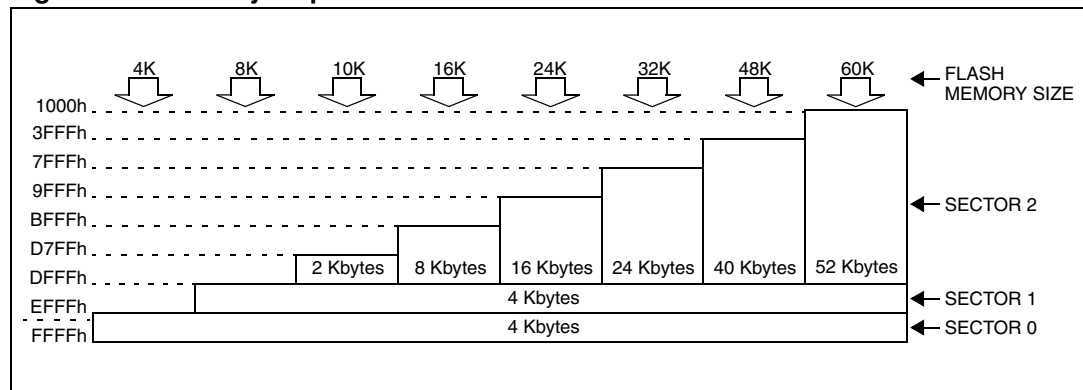 4K 8K 10K 16K 24K 32K 48K 60K
FLASH
MEMORY SIZE
1000h
3FFFh
7FFFh
9FFFh
SECTOR 2
BFFFh
D7FFh
2 Kbytes 8 Kbytes 16 Kbytes 24 Kbytes 40 Kbytes 52 Kbytes
DFFFh
4 Kbytes
SECTOR 1
EFFFh
4 Kbytes
SECTOR 0
FFFFh